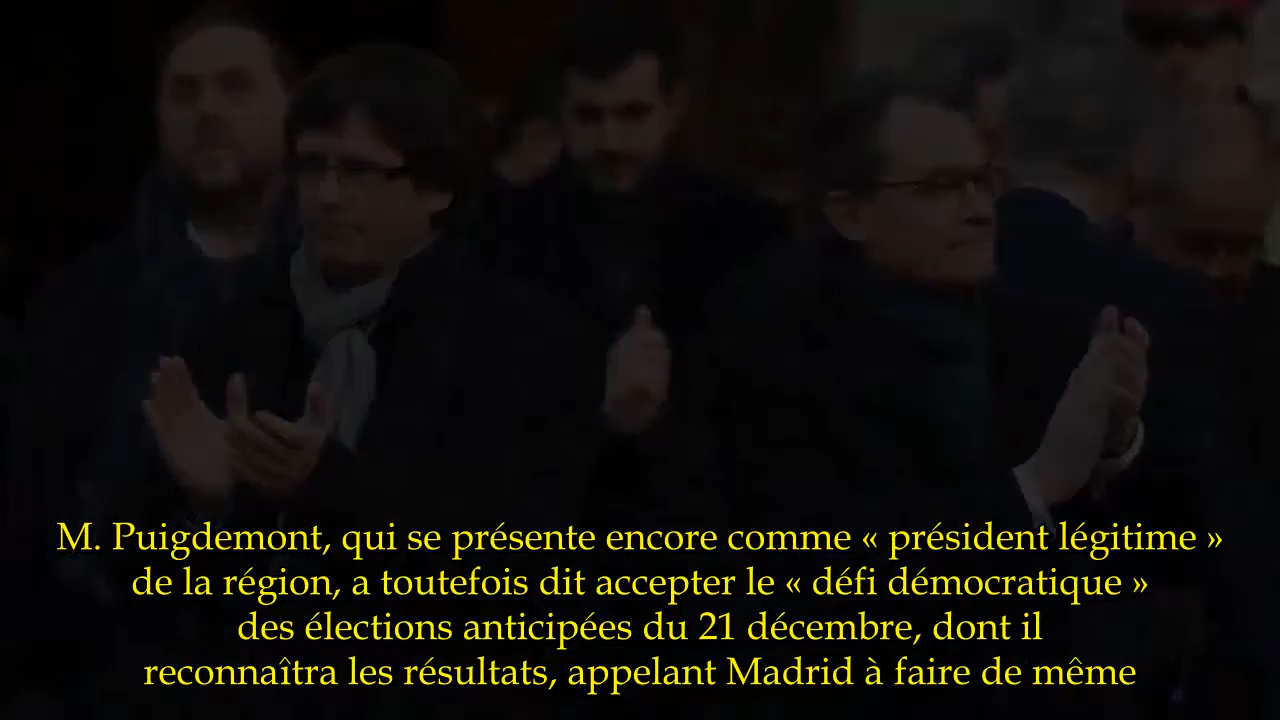 M. Puigdemont, qui se présente encore comme « président légitime »
de la région, a toutefois dit accepter le « défi démocratique »
des élections anticipées du 21 décembre, dont il
reconnaîtra les résultats, appelant Madrid à faire de même